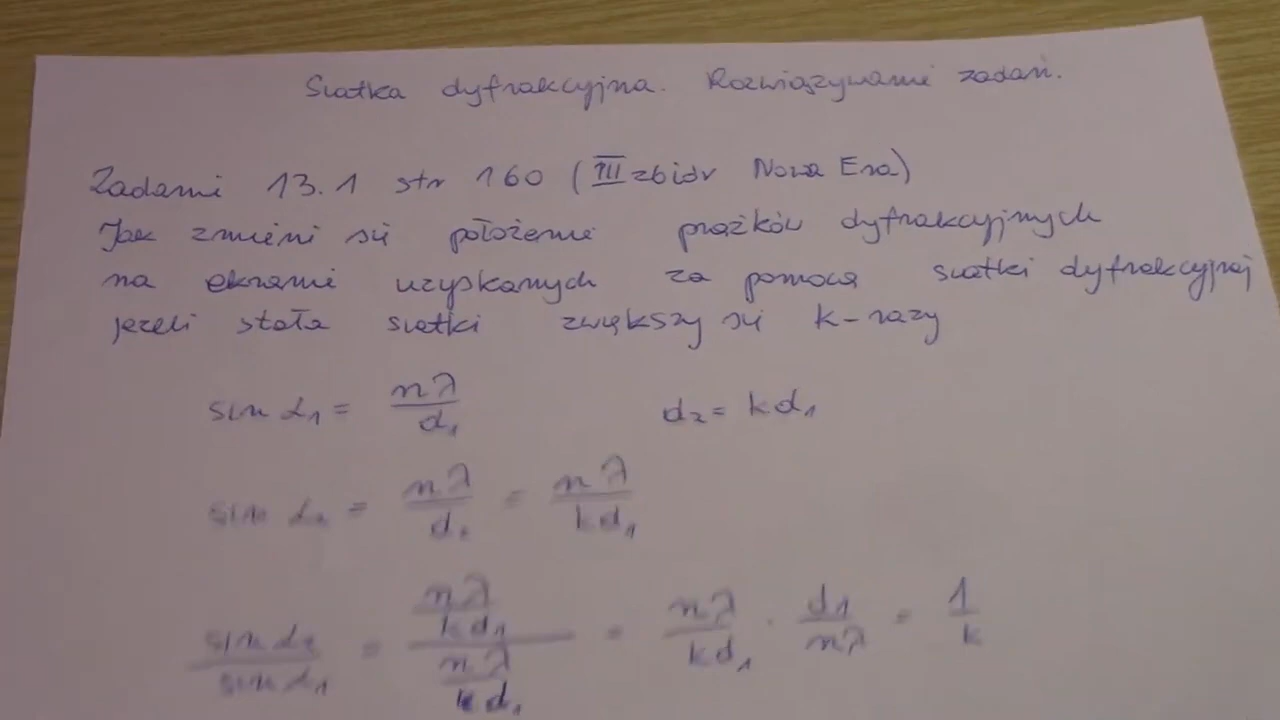 Siatka dyfrakcyjna. Rozwiązywanie zadań.
Zadanie 13.1 str 160 (III zbiór Nowa Era)
Jak zmieni się położenie prążków dyfrakcyjnych
na ekranie uzyskanych za pomocą siatki dyfrakcyjnej
jeżeli stała siatki zwiększy się k-razy
sin α₁ = nλ/d₁ d₂ = kd₁
sin α₂ = nλ/d₂ = nλ/kd₁
sin α₂/sin α₁ = (nλ/kd₁)/(nλ/kd₁) = nλ/kd₁ · d₁/nλ = 1/k